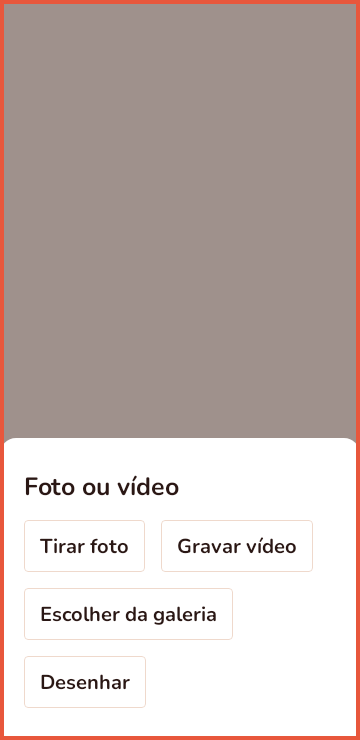 Foto ou vídeo
Tirar foto
Gravar vídeo
Escolher da galeria
Desenhar